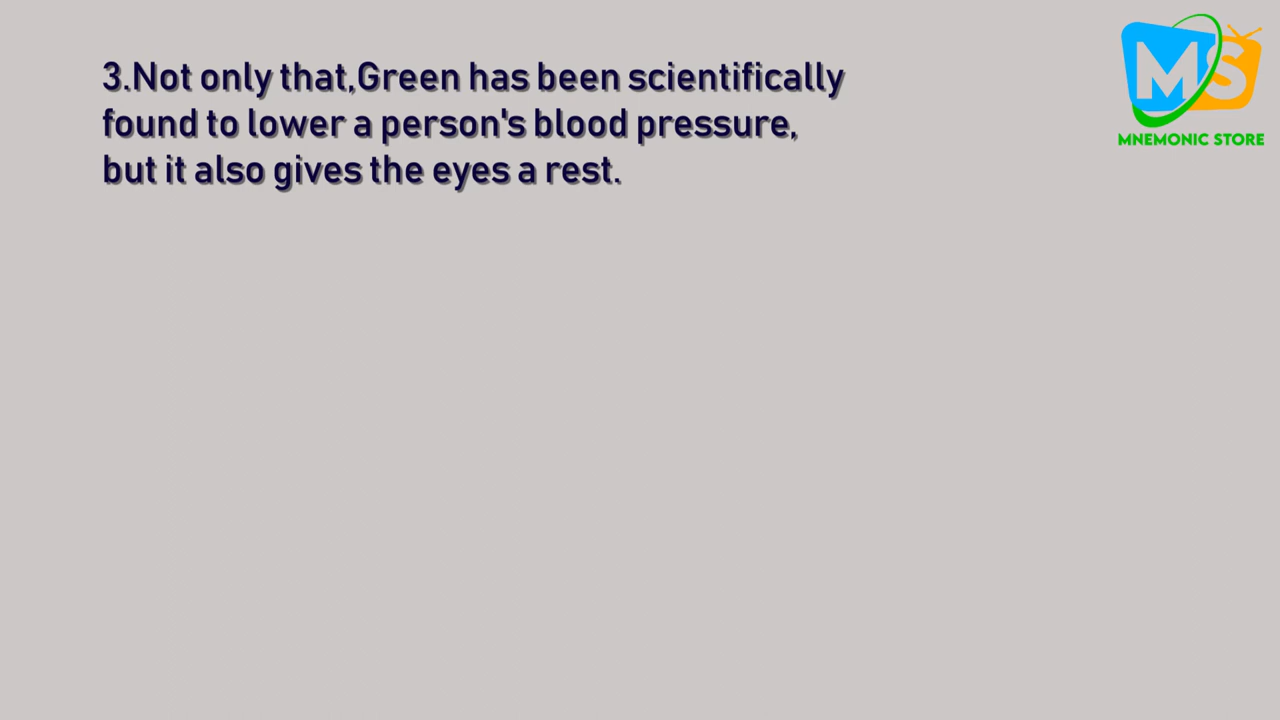 3.Not only that,Green has been scientifically
found to lower a person's blood pressure,
but it also gives the eyes a rest.
MS
MNEMONIC STORE